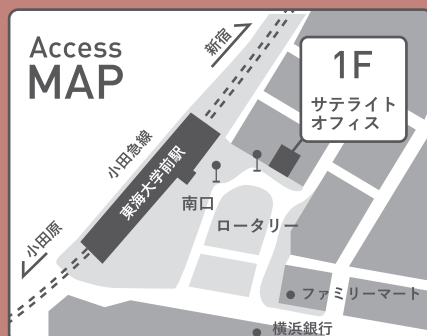 Access
MAP
新宿
1F
サテライト
オフィス
小田急線
東海大学前駅
南口
ロータリー
小田原
ファミリーマート
横浜銀行